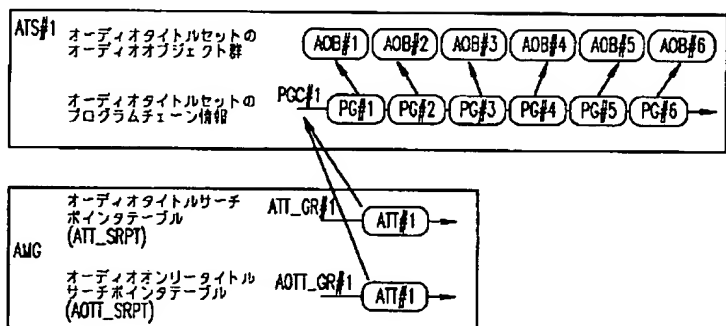 ATS#1
オーディオタイトルセットの
オーディオオブジェクト群
AOB#1 AOB#2 AOB#3 AOB#4 AOB#5 AOB#6
オーディオタイトルセットの
プログラムチェーン情報
PGC#1
PG#1 PG#2 PG#3 PG#4 PG#5 PG#6
AMG
オーディオタイトルサーチ
ポインタテーブル
(ATT_SRPT)
ATT_GR#1
ATT#1
オーディオオンリータイトル
サーチポインタテーブル
(AOTT_SRPT)
AOTT_GR#1
ATT#1